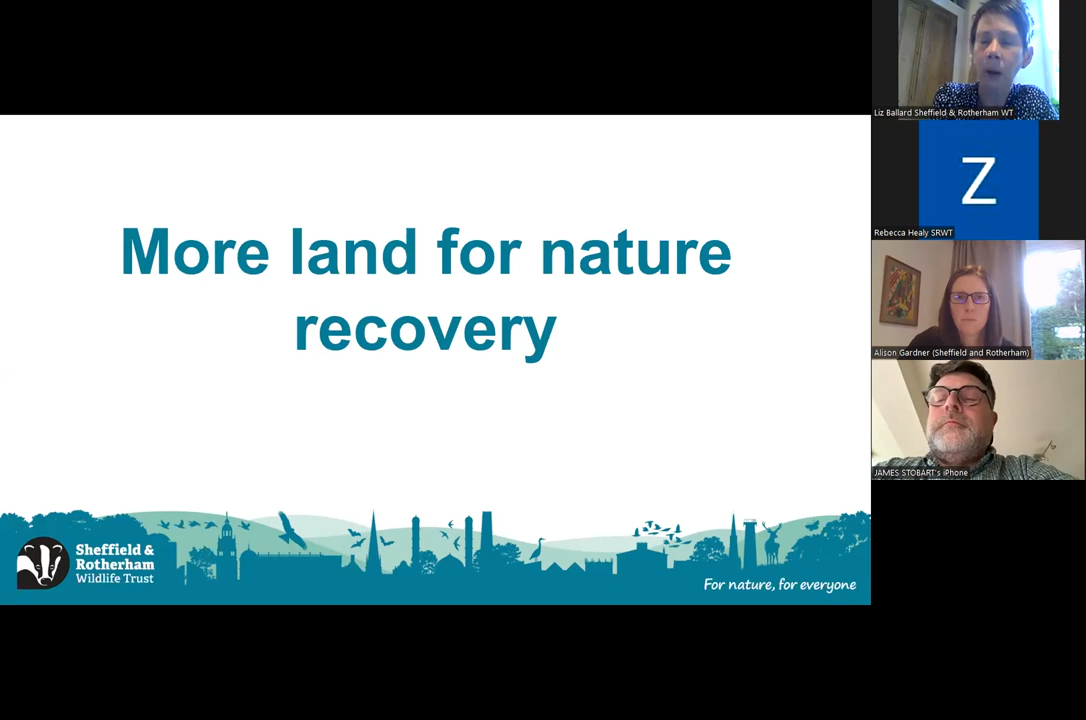 More land for nature
recovery
Sheffield &
Rotherham
Wildlife Trust
For nature, for everyone
Liz Ballard Sheffield & Rotherham WT
Z
Rebecca Healy SRWT
Alison Gardner (Sheffield and Rotherham)
JAMES STOBART's iPhone